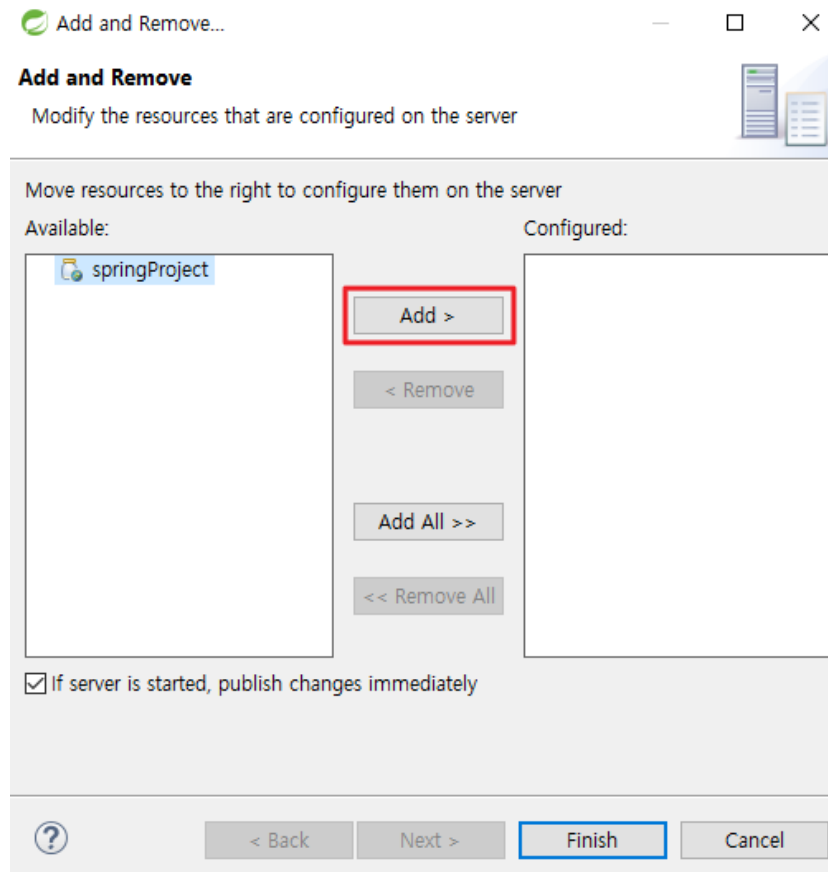 Add and Remove...
Add and Remove
Modify the resources that are configured on the server
Move resources to the right to configure them on the server
Available:
Configured:
springProject
Add >
< Remove
Add All >>
<< Remove All
If server is started, publish changes immediately
?
< Back
Next >
Finish
Cancel